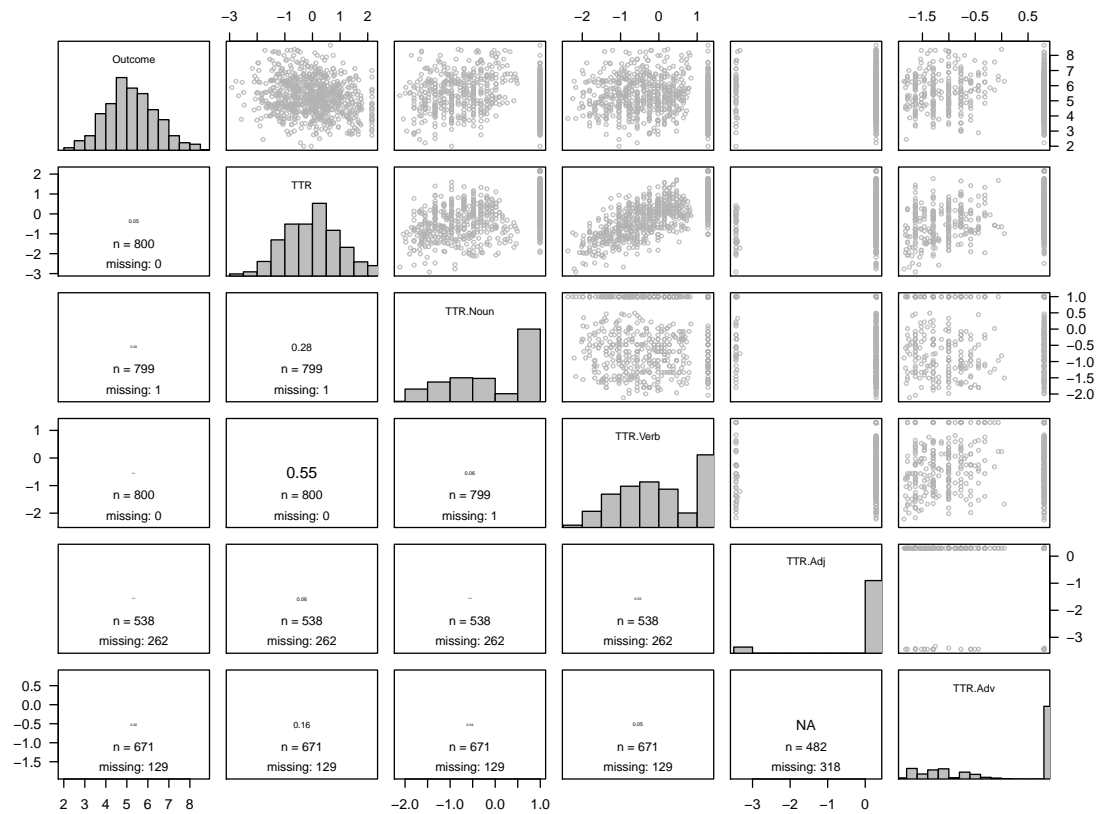 −3 −1 0 1 2
−2 −1 0 1
−1.5 −0.5 0.5
Outcome
2 3 4 5 6 7 8
−3 −2 −1 0 1 2
0.05
n = 800
missing: 0
TTR
n = 799
missing: 1
0.28
n = 799
missing: 1
TTR.Noun
−2.0 −1.5 −1.0 −0.5 0.0 0.5 1.0
−2 −1 0 1
n = 800
missing: 0
0.55
n = 800
missing: 0
0.06
n = 799
missing: 1
TTR.Verb
n = 538
missing: 262
0.06
n = 538
missing: 262
n = 538
missing: 262
n = 538
missing: 262
TTR.Adj
−3 −2 −1 0
−1.5 −1.0 −0.5 0.0 0.5
n = 671
missing: 129
0.16
n = 671
missing: 129
n = 671
missing: 129
0.05
n = 671
missing: 129
NA
n = 482
missing: 318
TTR.Adv
2 3 4 5 6 7 8
−2.0 −1.0 0.0 1.0
−3 −2 −1 0